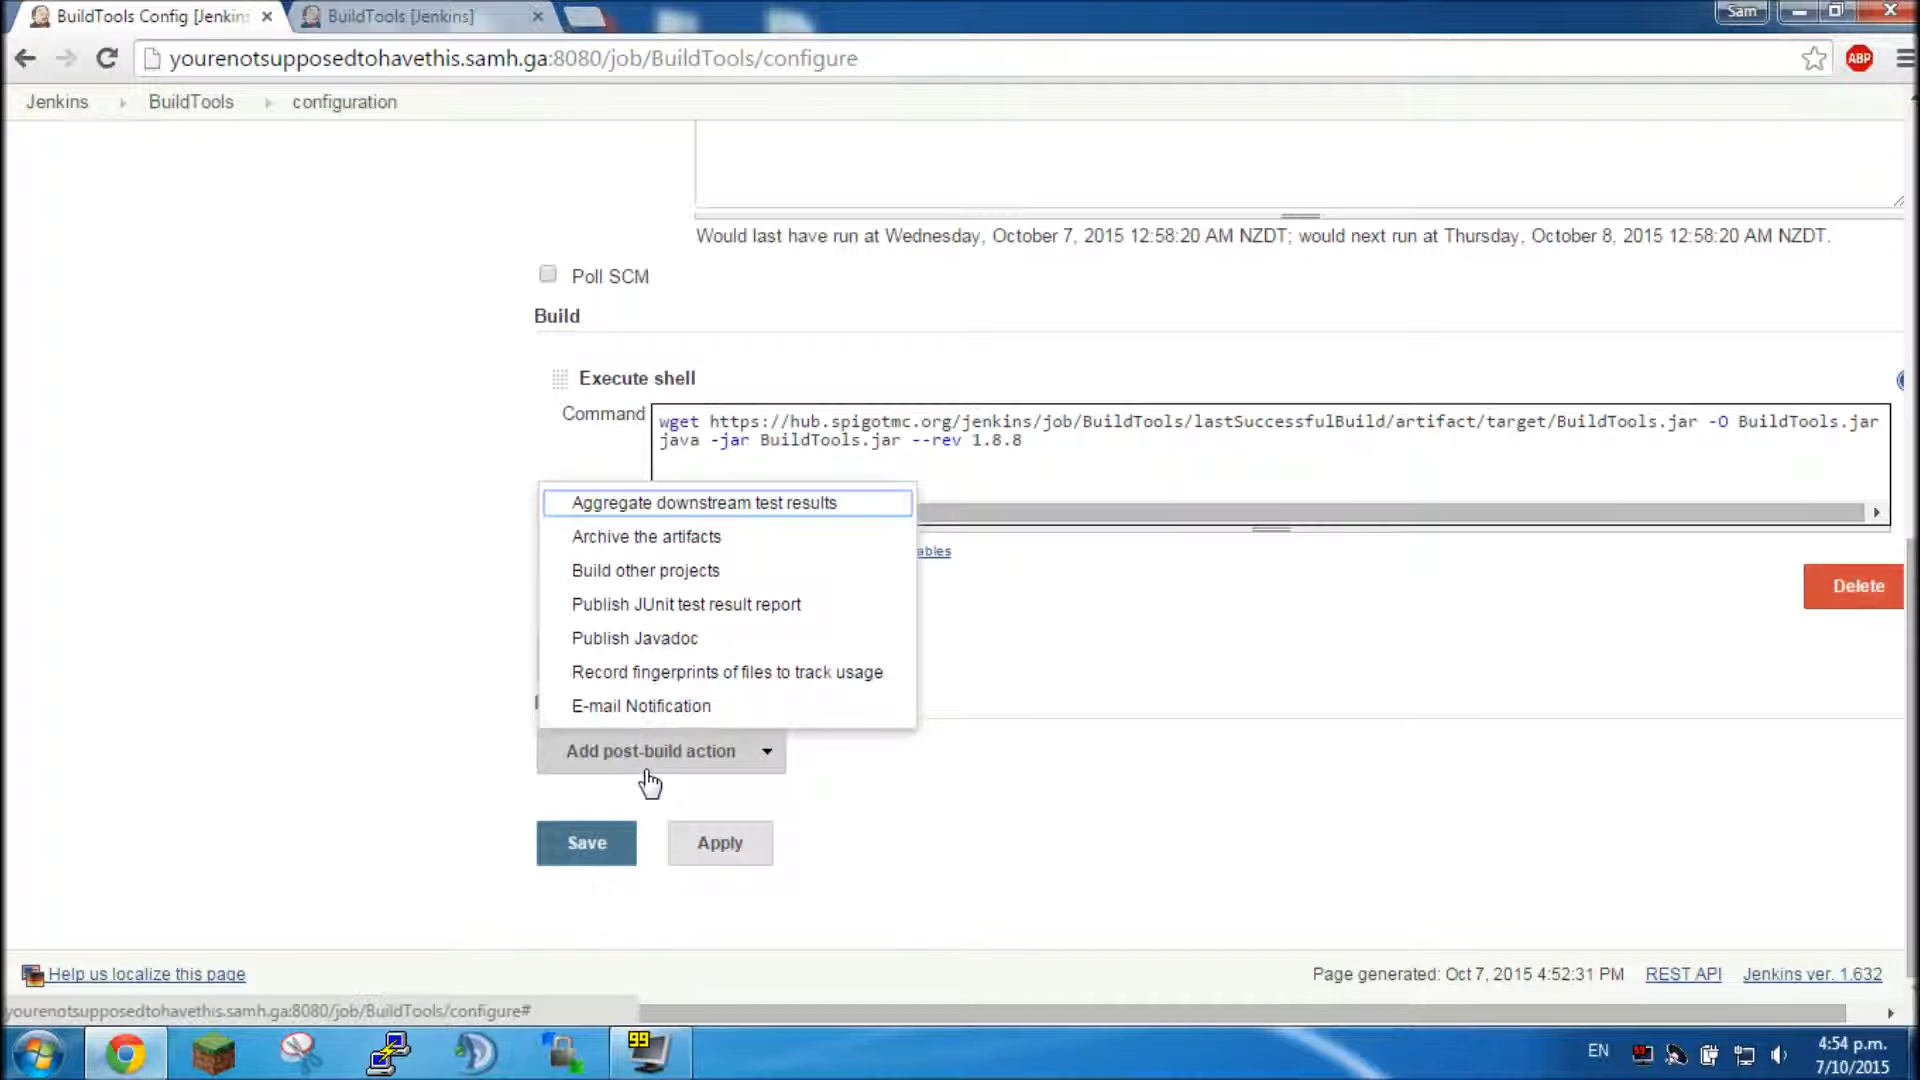 BuildTools Config [Jenkins
BuildTools [Jenkins]
Sam
yourenotsupposedtohavethis.samh.ga:8080/job/BuildTools/configure
ABP
Jenkins
BuildTools
configuration
Would last have run at Wednesday, October 7, 2015 12:58:20 AM NZDT; would next run at Thursday, October 8, 2015 12:58:20 AM NZDT.
Poll SCM
Build
Execute shell
Command
wget https://hub.spigotmc.org/jenkins/job/BuildTools/lastSuccessfulBuild/artifact/target/BuildTools.jar -O BuildTools.jar
java -jar BuildTools.jar --rev 1.8.8
Aggregate downstream test results
Archive the artifacts
ables
Build other projects
Delete
Publish JUnit test result report
Publish Javadoc
Record fingerprints of files to track usage
E-mail Notification
Add post-build action
Save
Apply
Help us localize this page
Page generated: Oct 7, 2015 4:52:31 PM
REST API
Jenkins ver. 1.632
yourenotsupposedtohavethis.samh.ga:8080/job/BuildTools/configure#
99
EN
4:54 p.m.
7/10/2015